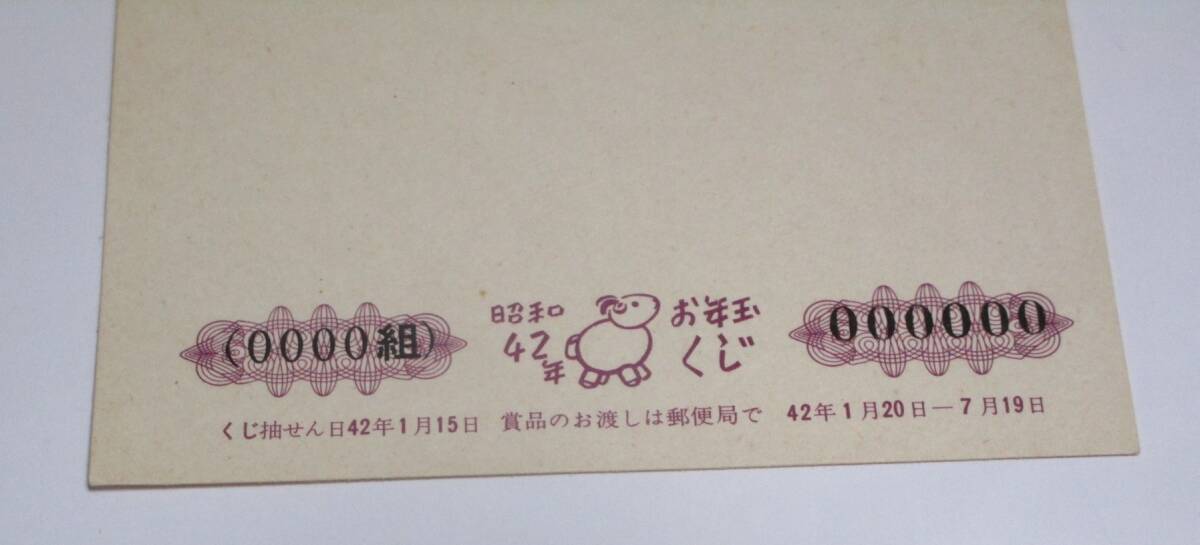 (0000組)
昭和
42年
お年玉
くじ
000000
くじ抽せん日42年1月15日 賞品のお渡しは郵便局で 42年1月20日―7月19日